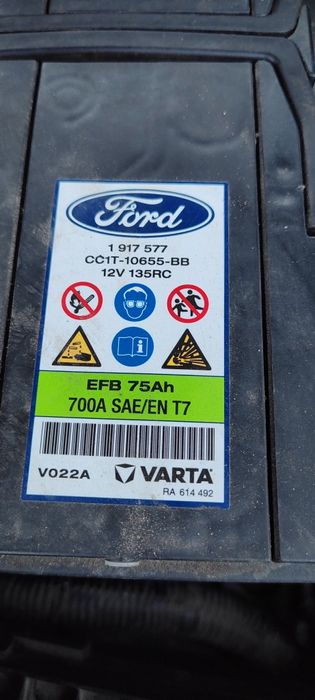 Ford
1 917 577
CC1T-10655-BB
12V 135RC
EFB 75Ah
700A SAE/EN T7
V022A VARTA
RA 614 492